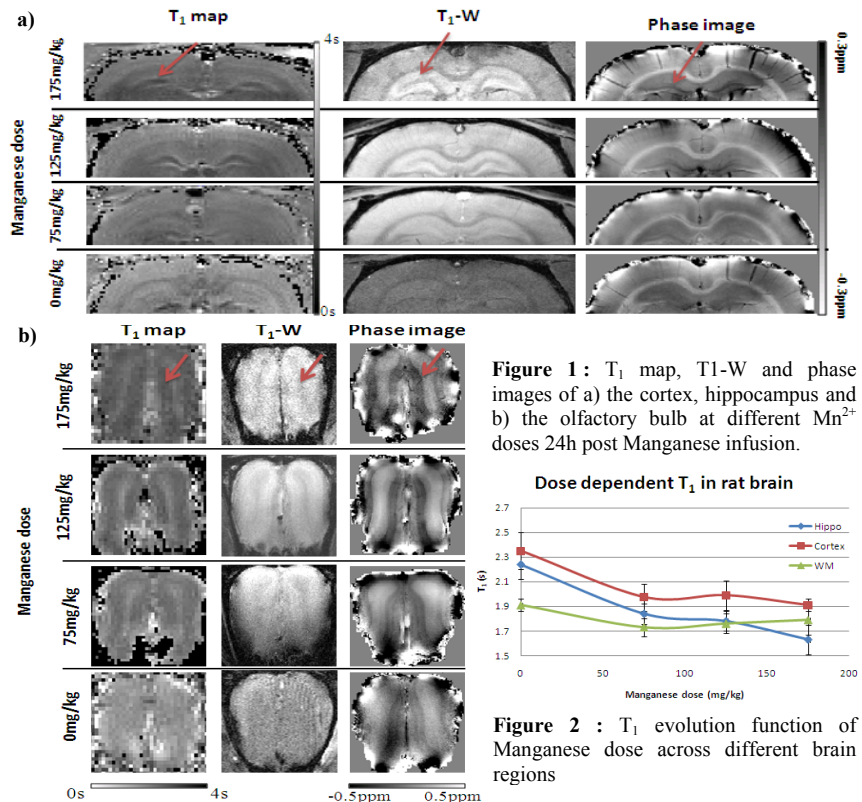 a)
T₁ map
T₁-W
Phase image
4s
0s
0.3ppm
-0.3ppm
Manganese dose
175mg/kg
125mg/kg
75mg/kg
0mg/kg
b)
T₁ map
T₁-W
Phase image
Manganese dose
175mg/kg
125mg/kg
75mg/kg
0mg/kg
0s
4s
-0.5ppm
0.5ppm
Figure 1 : T₁ map, T1-W and phase
images of a) the cortex, hippocampus and
b) the olfactory bulb at different Mn²⁺
doses 24h post Manganese infusion.
Dose dependent T₁ in rat brain
2.7
2.5
2.3
2.1
1.9
1.7
1.5
T₁ (s)
Hippo
Cortex
WM
0
50
100
150
200
Manganese dose (mg/kg)
Figure 2 : T₁ evolution function of
Manganese dose across different brain
regions